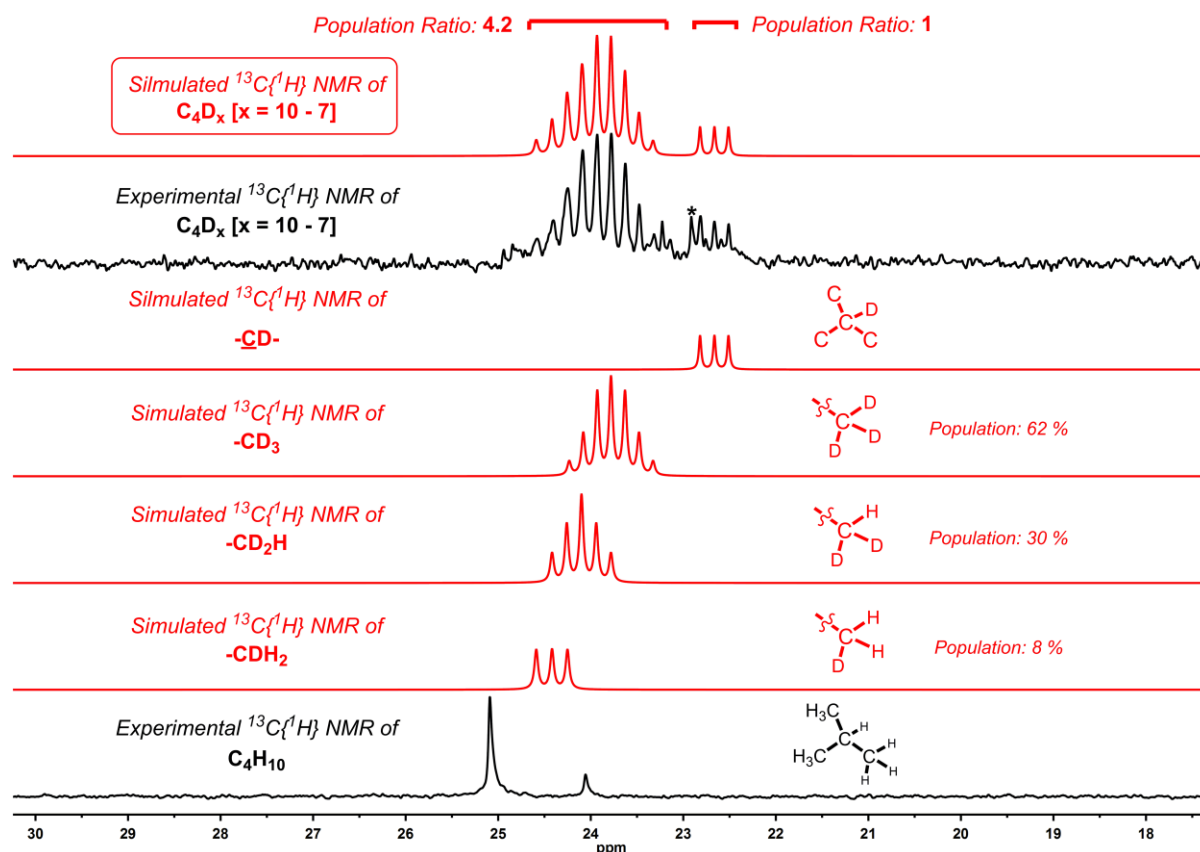 Population Ratio: 4.2
Population Ratio: 1
Silmulated ¹³C{¹H} NMR of
C₄Dₓ [x = 10 - 7]
Experimental ¹³C{¹H} NMR of
C₄Dₓ [x = 10 - 7]
*
Silmulated ¹³C{¹H} NMR of
-CD-
C
D
C
C C
Simulated ¹³C{¹H} NMR of
-CD₃
D
C
D
D
Population: 62 %
Simulated ¹³C{¹H} NMR of
-CD₂H
H
C
D
D
Population: 30 %
Simulated ¹³C{¹H} NMR of
-CDH₂
H
C
H
D
Population: 8 %
Experimental ¹³C{¹H} NMR of
C₄H₁₀
H₃C H
C H
H₃C C
H H
30 29 28 27 26 25 24 23 22 21 20 19 18
ppm